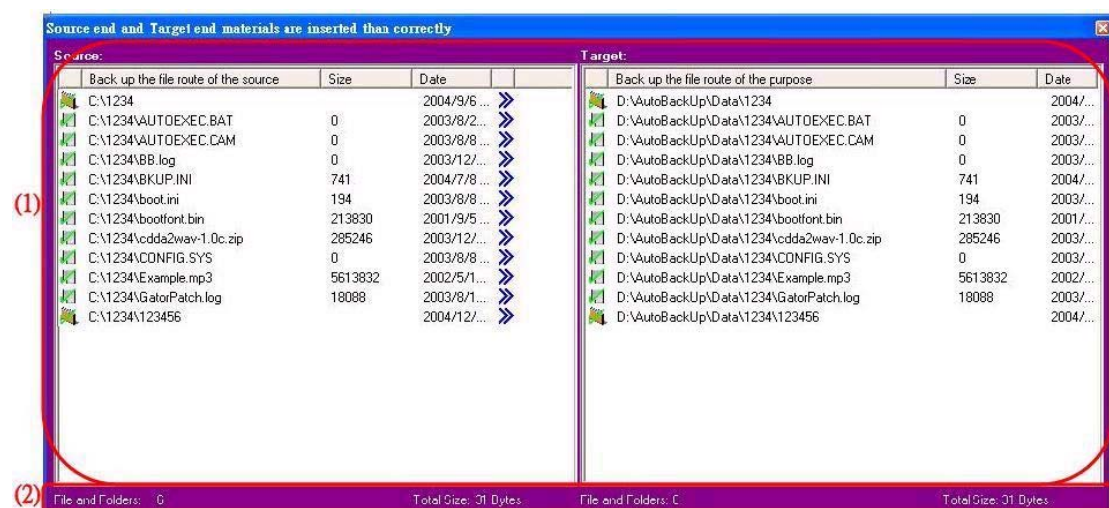 Source end and Target end materials are inserted than correctly
Source: Target:
Back up the file route of the source Size Date Back up the file route of the purpose Size Date
C:\1234 2004/9/6 ... D:\AutoBackUp\Data\1234 2004/...
C:\1234\AUTOEXEC.BAT 0 2003/8/2... D:\AutoBackUp\Data\1234\AUTOEXEC.BAT 0 2003/...
C:\1234\AUTOEXEC.CAM 0 2003/8/8 ... D:\AutoBackUp\Data\1234\AUTOEXEC.CAM 0 2003/...
C:\1234\BB.log 0 2003/12/... D:\AutoBackUp\Data\1234\BB.log 0 2003/...
C:\1234\BKUP.INI 741 2004/7/8 ... D:\AutoBackUp\Data\1234\BKUP.INI 741 2004/...
(1) C:\1234\boot.ini 194 2003/8/8 ... D:\AutoBackUp\Data\1234\boot.ini 194 2003/...
C:\1234\bootfont.bin 213830 2001/9/5 ... D:\AutoBackUp\Data\1234\bootfont.bin 213830 2001/...
C:\1234\cdda2wav-1.0c.zip 285246 2003/12/... D:\AutoBackUp\Data\1234\cdda2wav-1.0c.zip 285246 2003/...
C:\1234\CONFIG.SYS 0 2003/8/8 ... D:\AutoBackUp\Data\1234\CONFIG.SYS 0 2003/...
C:\1234\Example.mp3 5613832 2002/5/1... D:\AutoBackUp\Data\1234\Example.mp3 5613832 2002/...
C:\1234\GatorPatch.log 18088 2003/8/1... D:\AutoBackUp\Data\1234\GatorPatch.log 18088 2003/...
C:\1234\123456 2004/12/... D:\AutoBackUp\Data\1234\123456 2004/...
(2) File and Folders: Total Size: 31 Bytes File and Folders: Total Size: 31 Bytes